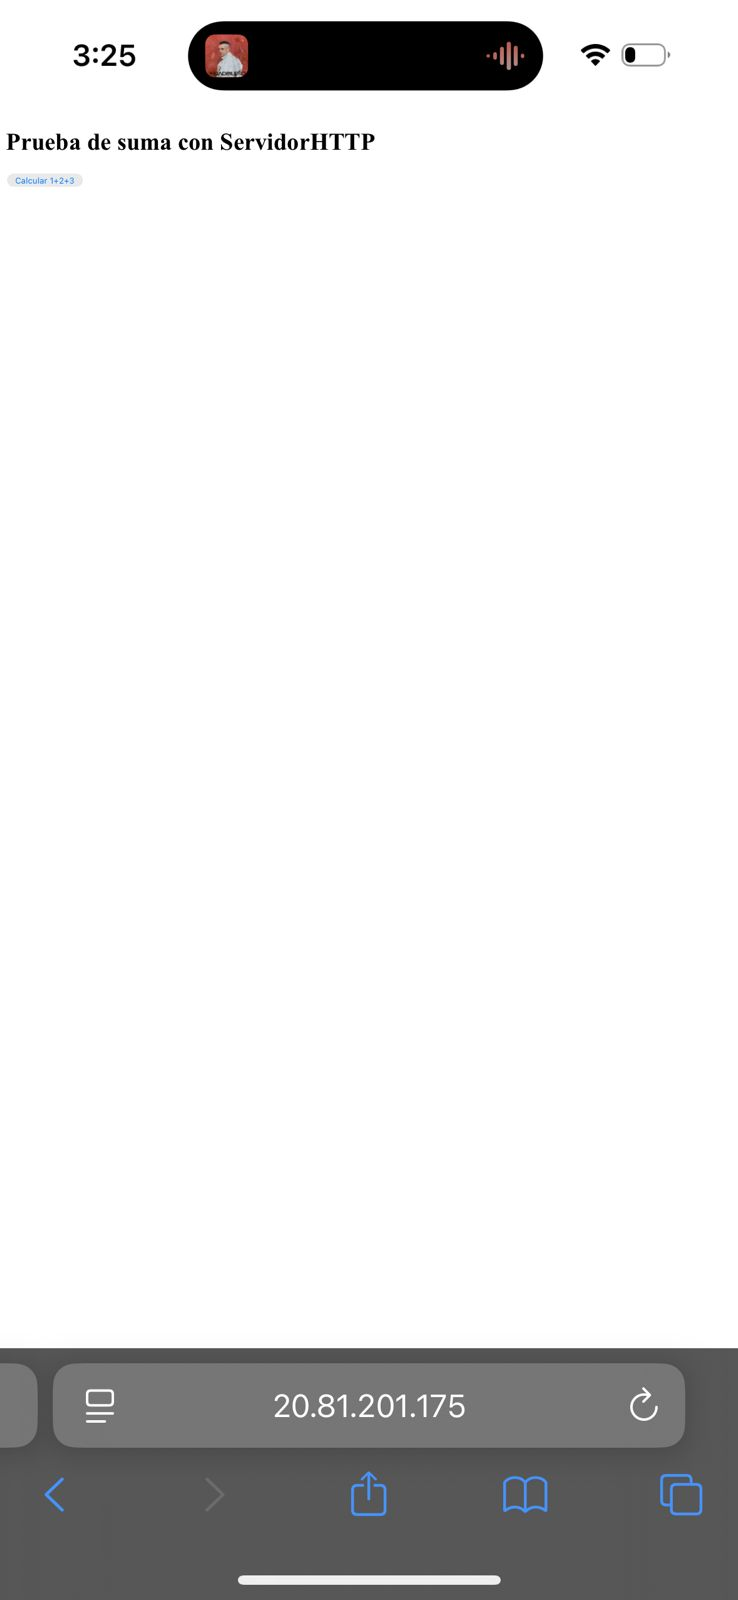 3:25
Prueba de suma con ServidorHTTP
Calcular 1+2+3
20.81.201.175